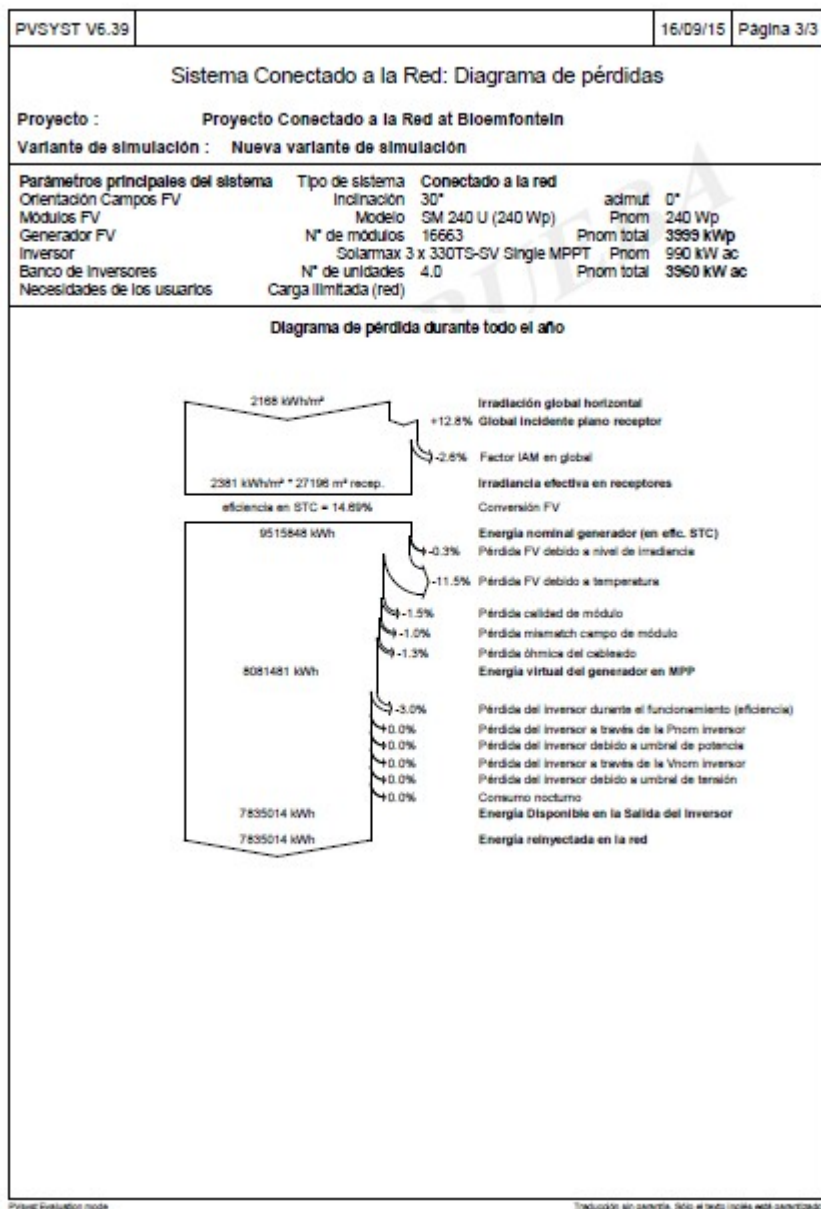 PVSYST V6.39 16/09/15 Página 3/3
Sistema Conectado a la Red: Diagrama de pérdidas
Proyecto : Proyecto Conectado a la Red at Bloemfontein
Variante de simulación : Nueva variante de simulación
Parámetros principales del sistema Tipo de sistema Conectado a la red
Orientación Campos FV Inclinación 30° acimut 0°
Módulos FV Modelo SM 240 U (240 Wp) Pnom 240 Wp
Generador FV N° de módulos 16663 Pnom total 3999 kWp
Inversor Solarmax 3 x 330TS-SV Single MPPT Pnom 990 kW ac
Banco de inversores N° de unidades 4.0 Pnom total 3960 kW ac
Necesidades de los usuarios Carga ilimitada (red)
PRUEBA
Diagrama de pérdida durante todo el año
2168 kWh/m² Irradiación global horizontal
+12.8% Global incidente plano receptor
-2.6% Factor IAM en global
2381 kWh/m² * 27196 m² recep. Irradiancia efectiva en receptores
eficiencia en STC = 14.69% Conversión FV
9515848 kWh Energía nominal generador (en efic. STC)
-0.3% Pérdida FV debido a nivel de irradiancia
-11.5% Pérdida FV debido a temperatura
-1.5% Pérdida calidad de módulo
-1.0% Pérdida mismatch campo de módulo
-1.3% Pérdida óhmica del cableado
8081481 kWh Energía virtual del generador en MPP
-3.0% Pérdida del inversor durante el funcionamiento (eficiencia)
0.0% Pérdida del inversor a través de la Pnom inversor
0.0% Pérdida del inversor debido a umbral de potencia
0.0% Pérdida del inversor a través de la Vnom inversor
0.0% Pérdida del inversor debido a umbral de tensión
0.0% Consumo nocturno
7835014 kWh Energía Disponible en la Salida del Inversor
7835014 kWh Energía reinyectada en la red
PVsyst Evaluation mode Traducción sin garantía, Sólo el texto inglés está garantizado